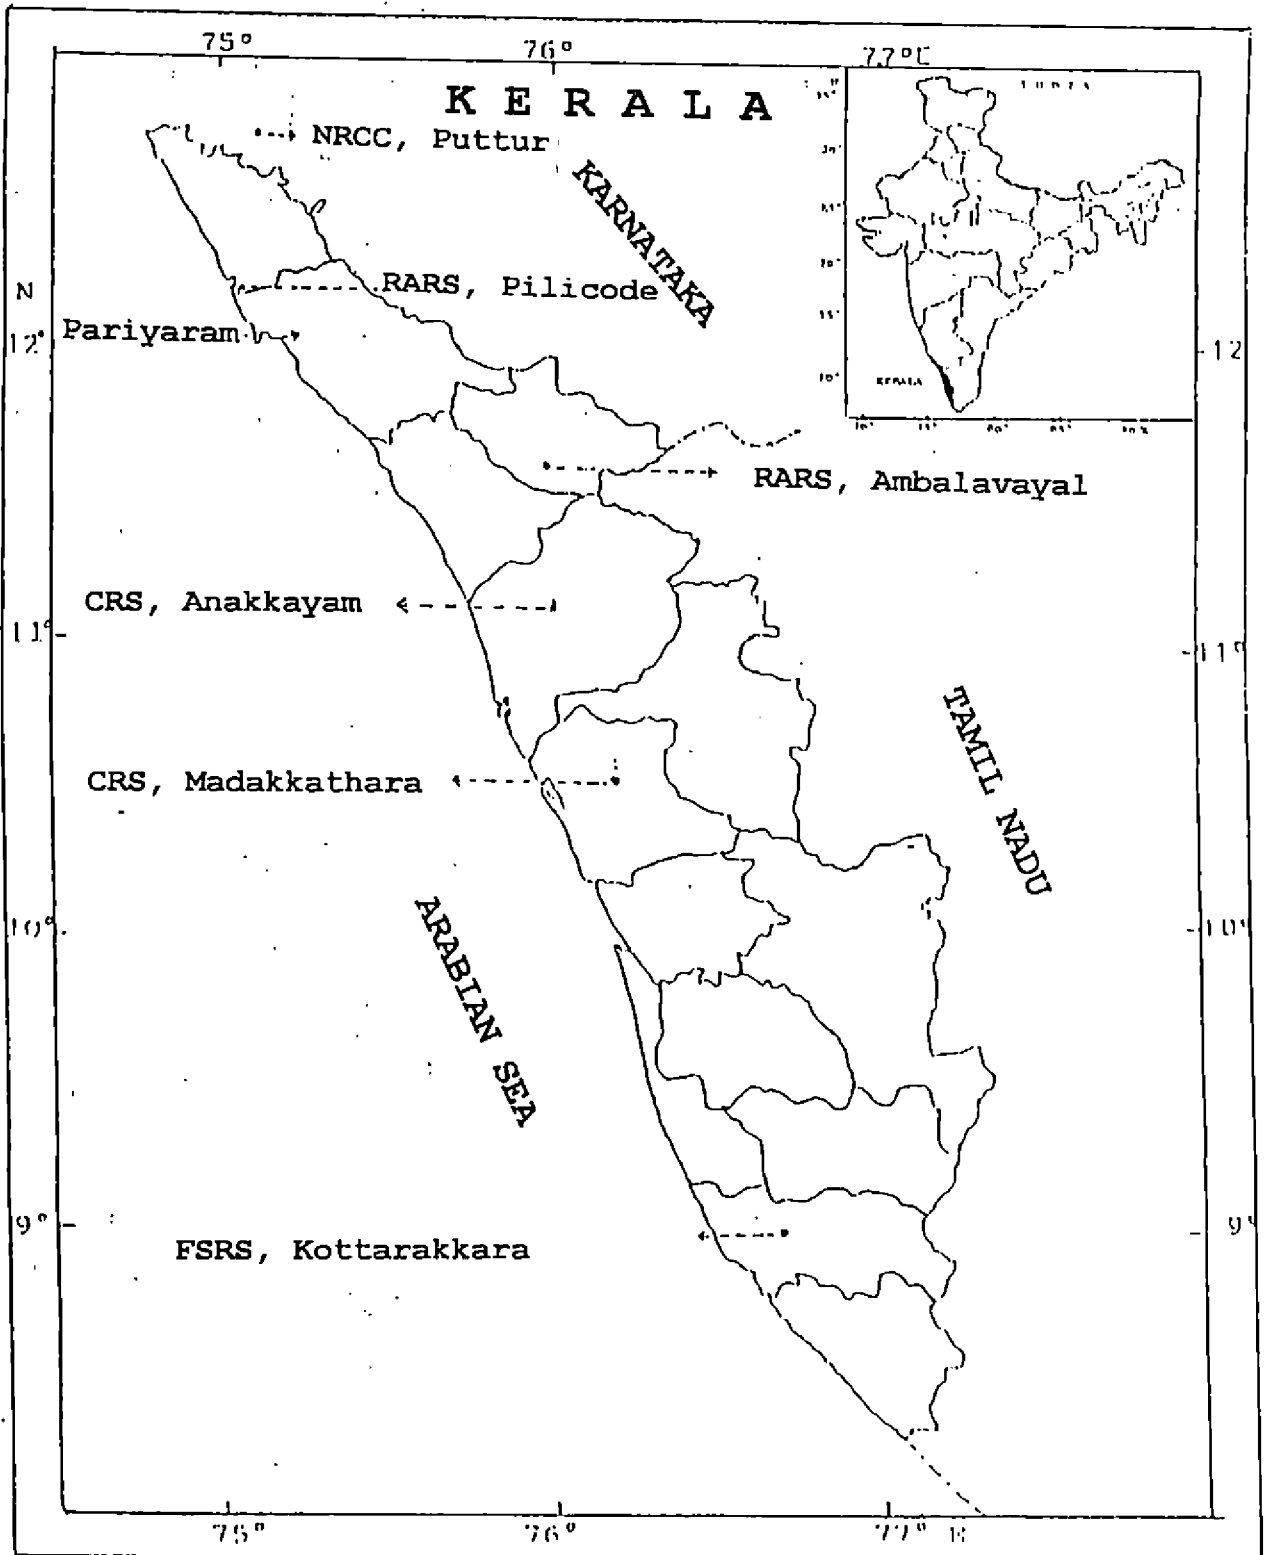 75° 76° 77°E
KERALA
NRCC, Puttur
KARNATAKA
RARS, Pilicode
N
12° 12
Pariyaram
KERALA
RARS, Ambalavayal
CRS, Anakkayam
11° 11°
TAMIL NADU
CRS, Madakkathara
ARABIAN SEA
10° 10°
9° 9°
FSRS, Kottarakkara
75° 76° 77° E